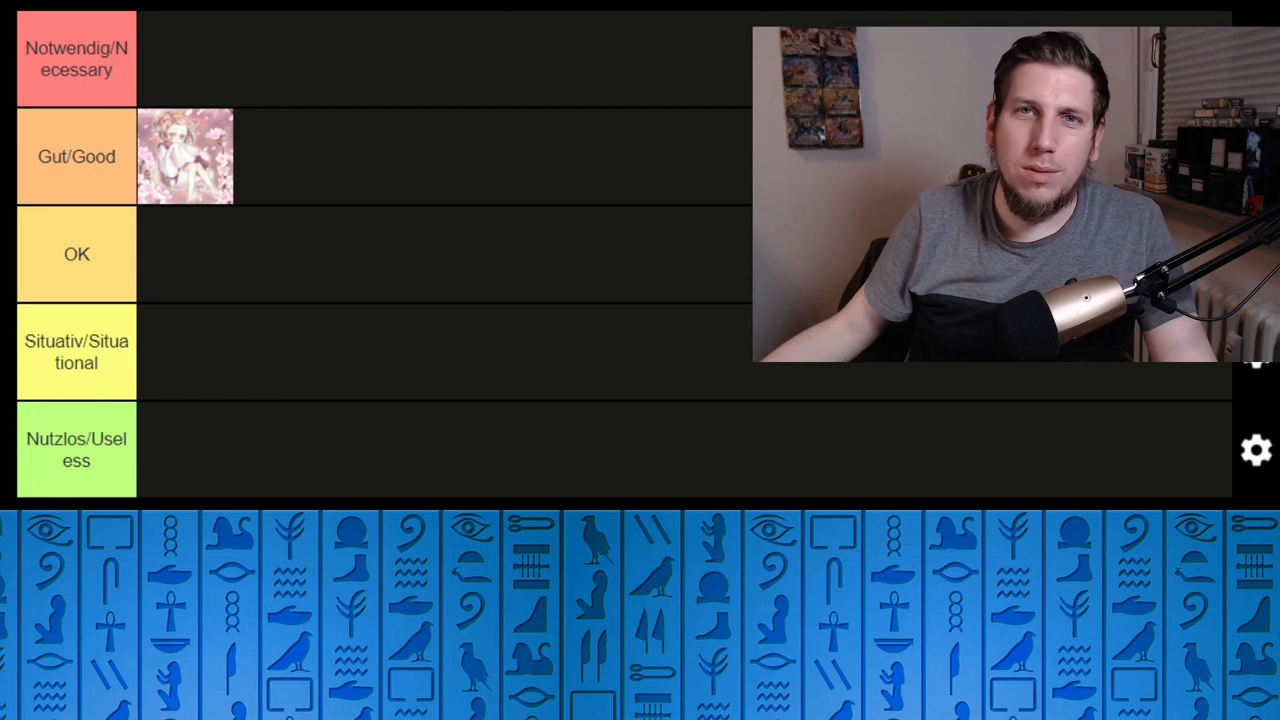 Notwendig/N
ecessary
Gut/Good
OK
Situativ/Situa
tional
Nutzlos/Usel
ess